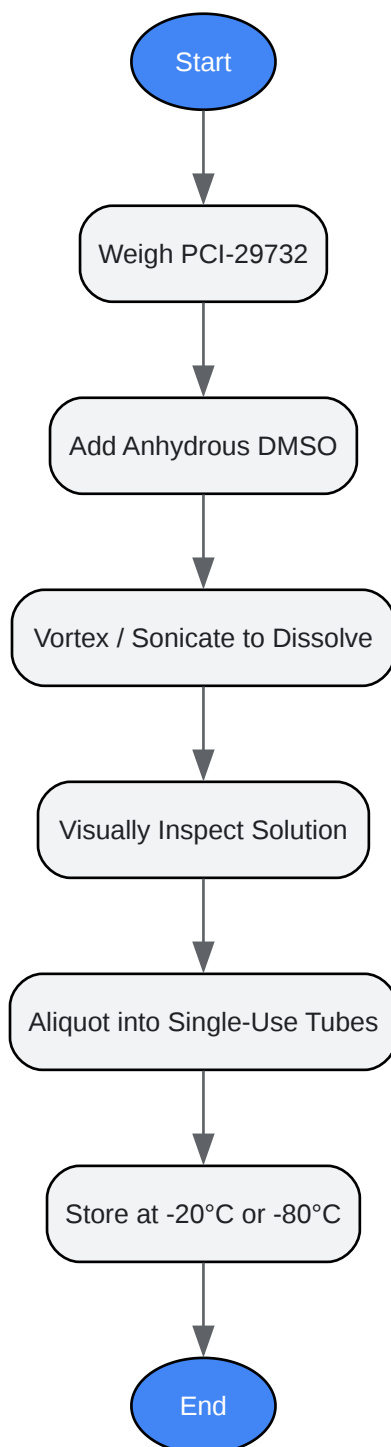 Start
Weigh PCI-29732
Add Anhydrous DMSO
Vortex / Sonicate to Dissolve
Visually Inspect Solution
Aliquot into Single-Use Tubes
Store at -20°C or -80°C
End